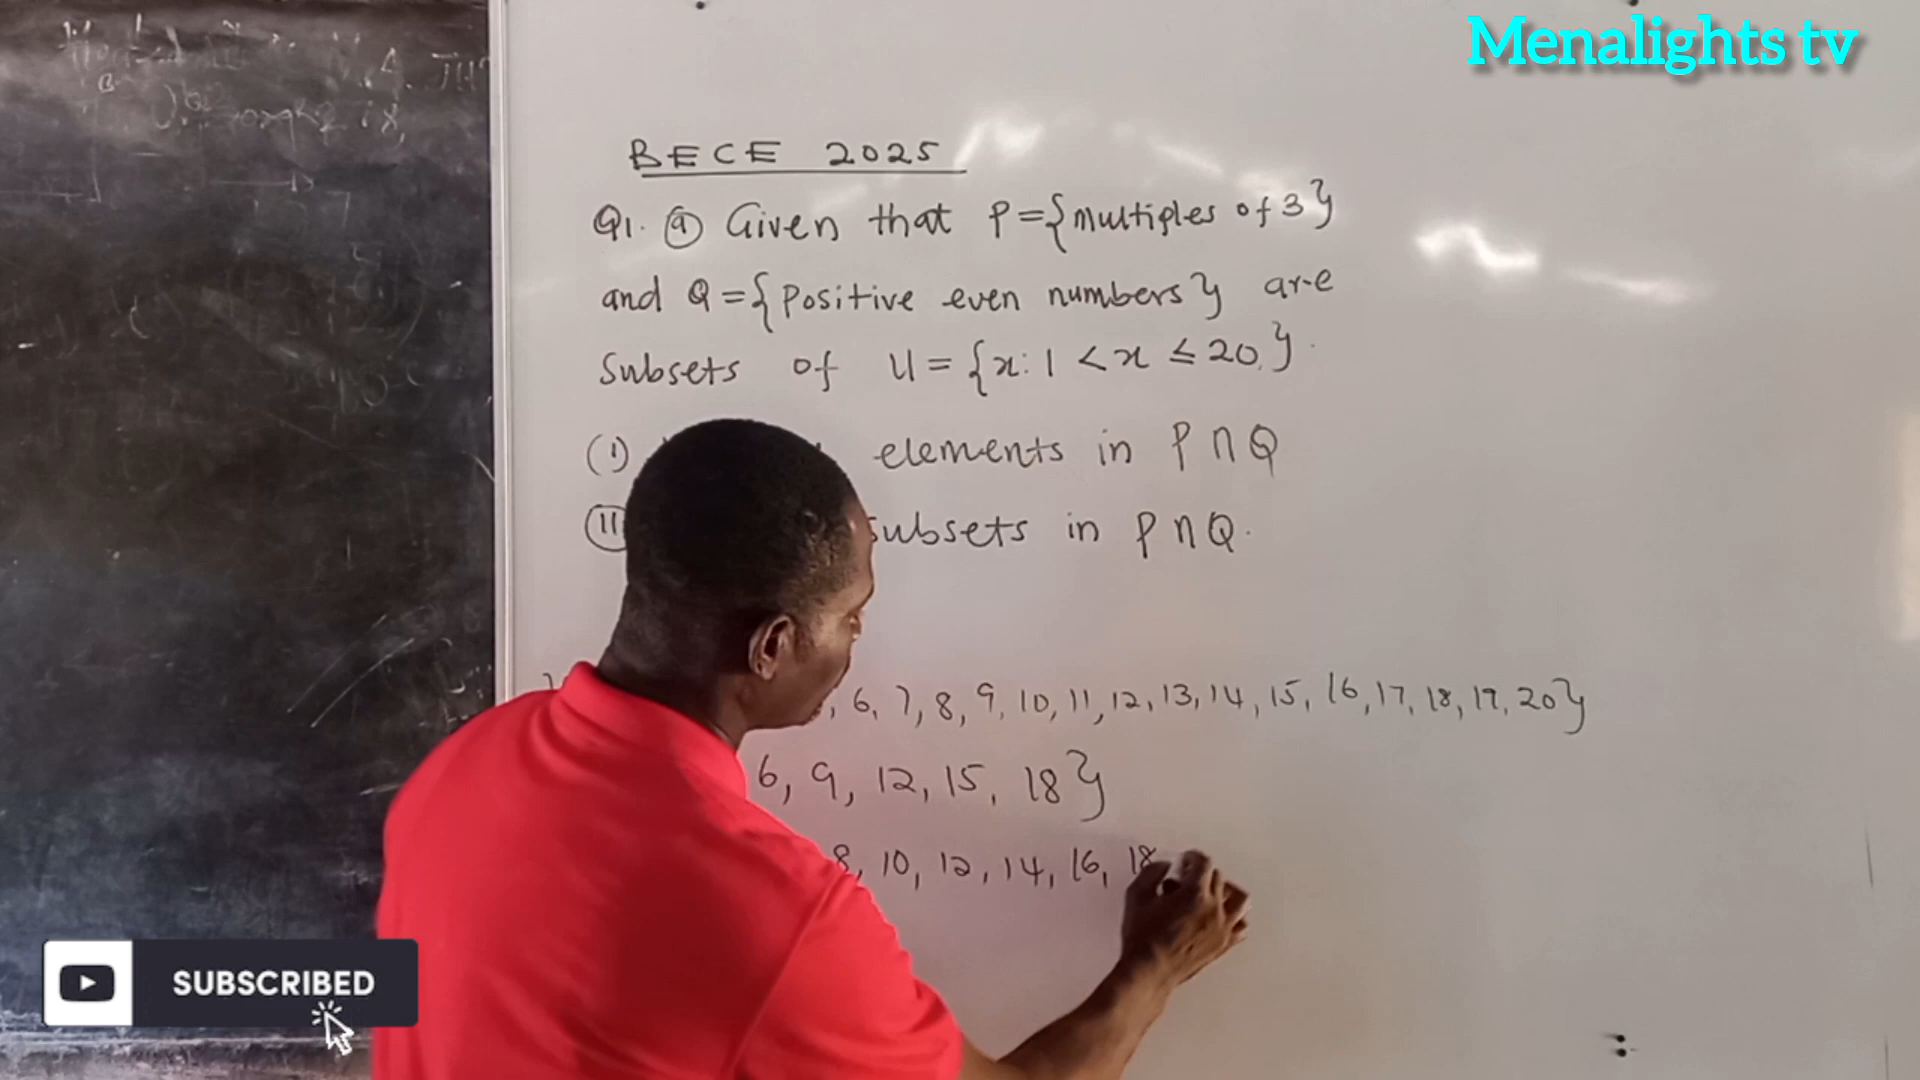 Menalights tv
BECE 2025
Q1. (a) Given that P={multiples of 3}
and Q={Positive even numbers} are
Subsets of U={x: 1 < x ≤ 20}.
(i) elements in P ∩ Q
(ii) subsets in P ∩ Q.
6, 7, 8, 9, 10, 11, 12, 13, 14, 15, 16, 17, 18, 19, 20}
6, 9, 12, 15, 18}
8, 10, 12, 14, 16, 18
SUBSCRIBED